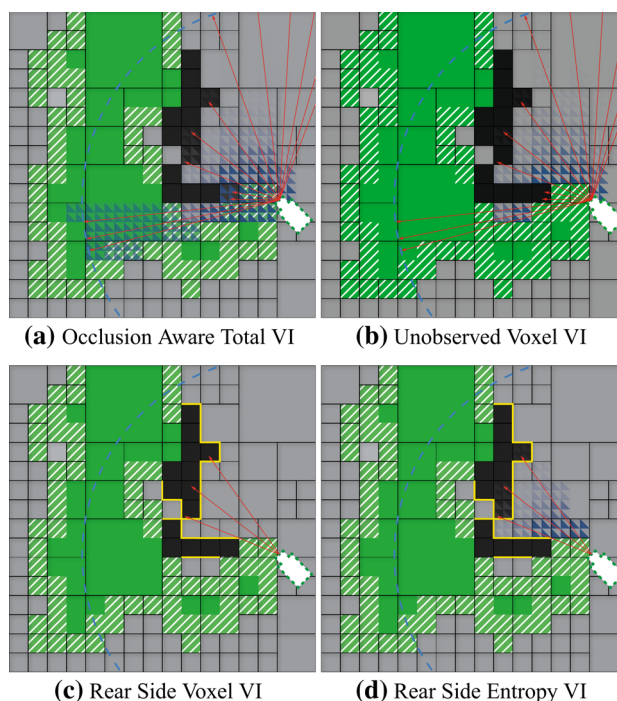 (a) Occlusion Aware Total VI
(b) Unobserved Voxel VI
(c) Rear Side Voxel VI
(d) Rear Side Entropy VI